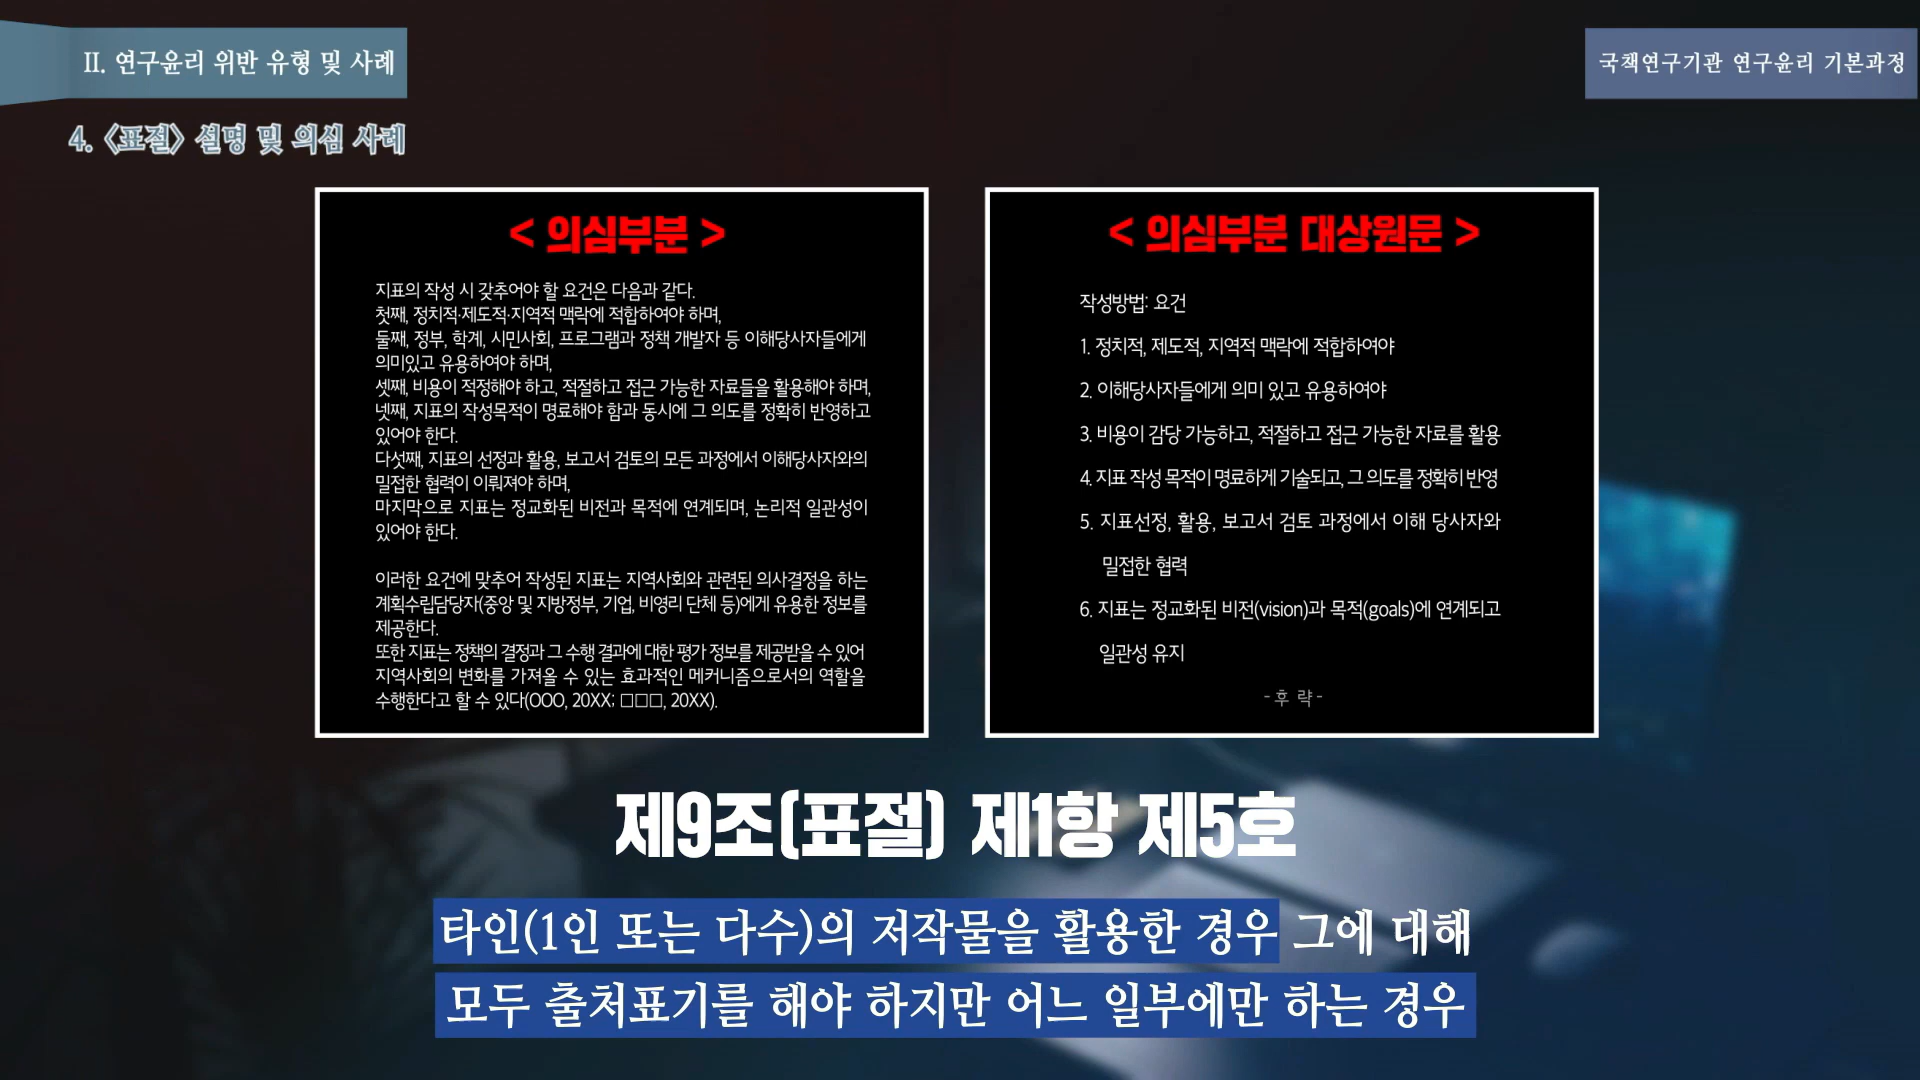 II. 연구윤리 위반 유형 및 사례
국책연구기관 연구윤리 기본과정
4.〈표절〉 설명 및 의심 사례
< 의심부분 >
지표의 작성 시 갖추어야 할 요건은 다음과 같다.
첫째, 정치적·제도적·지역적 맥락에 적합하여야 하며,
둘째, 정부, 학계, 시민사회, 프로그램과 정책 개발자 등 이해당사자들에게
의미있고 유용하여야 하며,
셋째, 비용이 적정해야 하고, 적절하고 접근 가능한 자료들을 활용해야 하며,
넷째, 지표의 작성목적이 명료해야 함과 동시에 그 의도를 정확히 반영하고
있어야 한다.
다섯째, 지표의 선정과 활용, 보고서 검토의 모든 과정에서 이해당사자와의
밀접한 협력이 이뤄져야 하며,
마지막으로 지표는 정교화된 비전과 목적에 연계되며, 논리적 일관성이
있어야 한다.
이러한 요건에 맞추어 작성된 지표는 지역사회와 관련된 의사결정을 하는
계획수립담당자(중앙 및 지방정부, 기업, 비영리 단체 등)에게 유용한 정보를
제공한다.
또한 지표는 정책의 결정과 그 수행 결과에 대한 평가 정보를 제공받을 수 있어
지역사회의 변화를 가져올 수 있는 효과적인 메커니즘으로서의 역할을
수행한다고 할 수 있다(OOO, 20XX; □□□, 20XX).
< 의심부분 대상원문 >
작성방법: 요건
1. 정치적, 제도적, 지역적 맥락에 적합하여야
2. 이해당사자들에게 의미 있고 유용하여야
3. 비용이 감당 가능하고, 적절하고 접근 가능한 자료를 활용
4. 지표 작성 목적이 명료하게 기술되고, 그 의도를 정확히 반영
5. 지표선정, 활용, 보고서 검토 과정에서 이해 당사자와
밀접한 협력
6. 지표는 정교화된 비전(vision)과 목적(goals)에 연계되고
일관성 유지
- 후 략 -
제9조(표절) 제1항 제5호
타인(1인 또는 다수)의 저작물을 활용한 경우 그에 대해
모두 출처표기를 해야 하지만 어느 일부에만 하는 경우